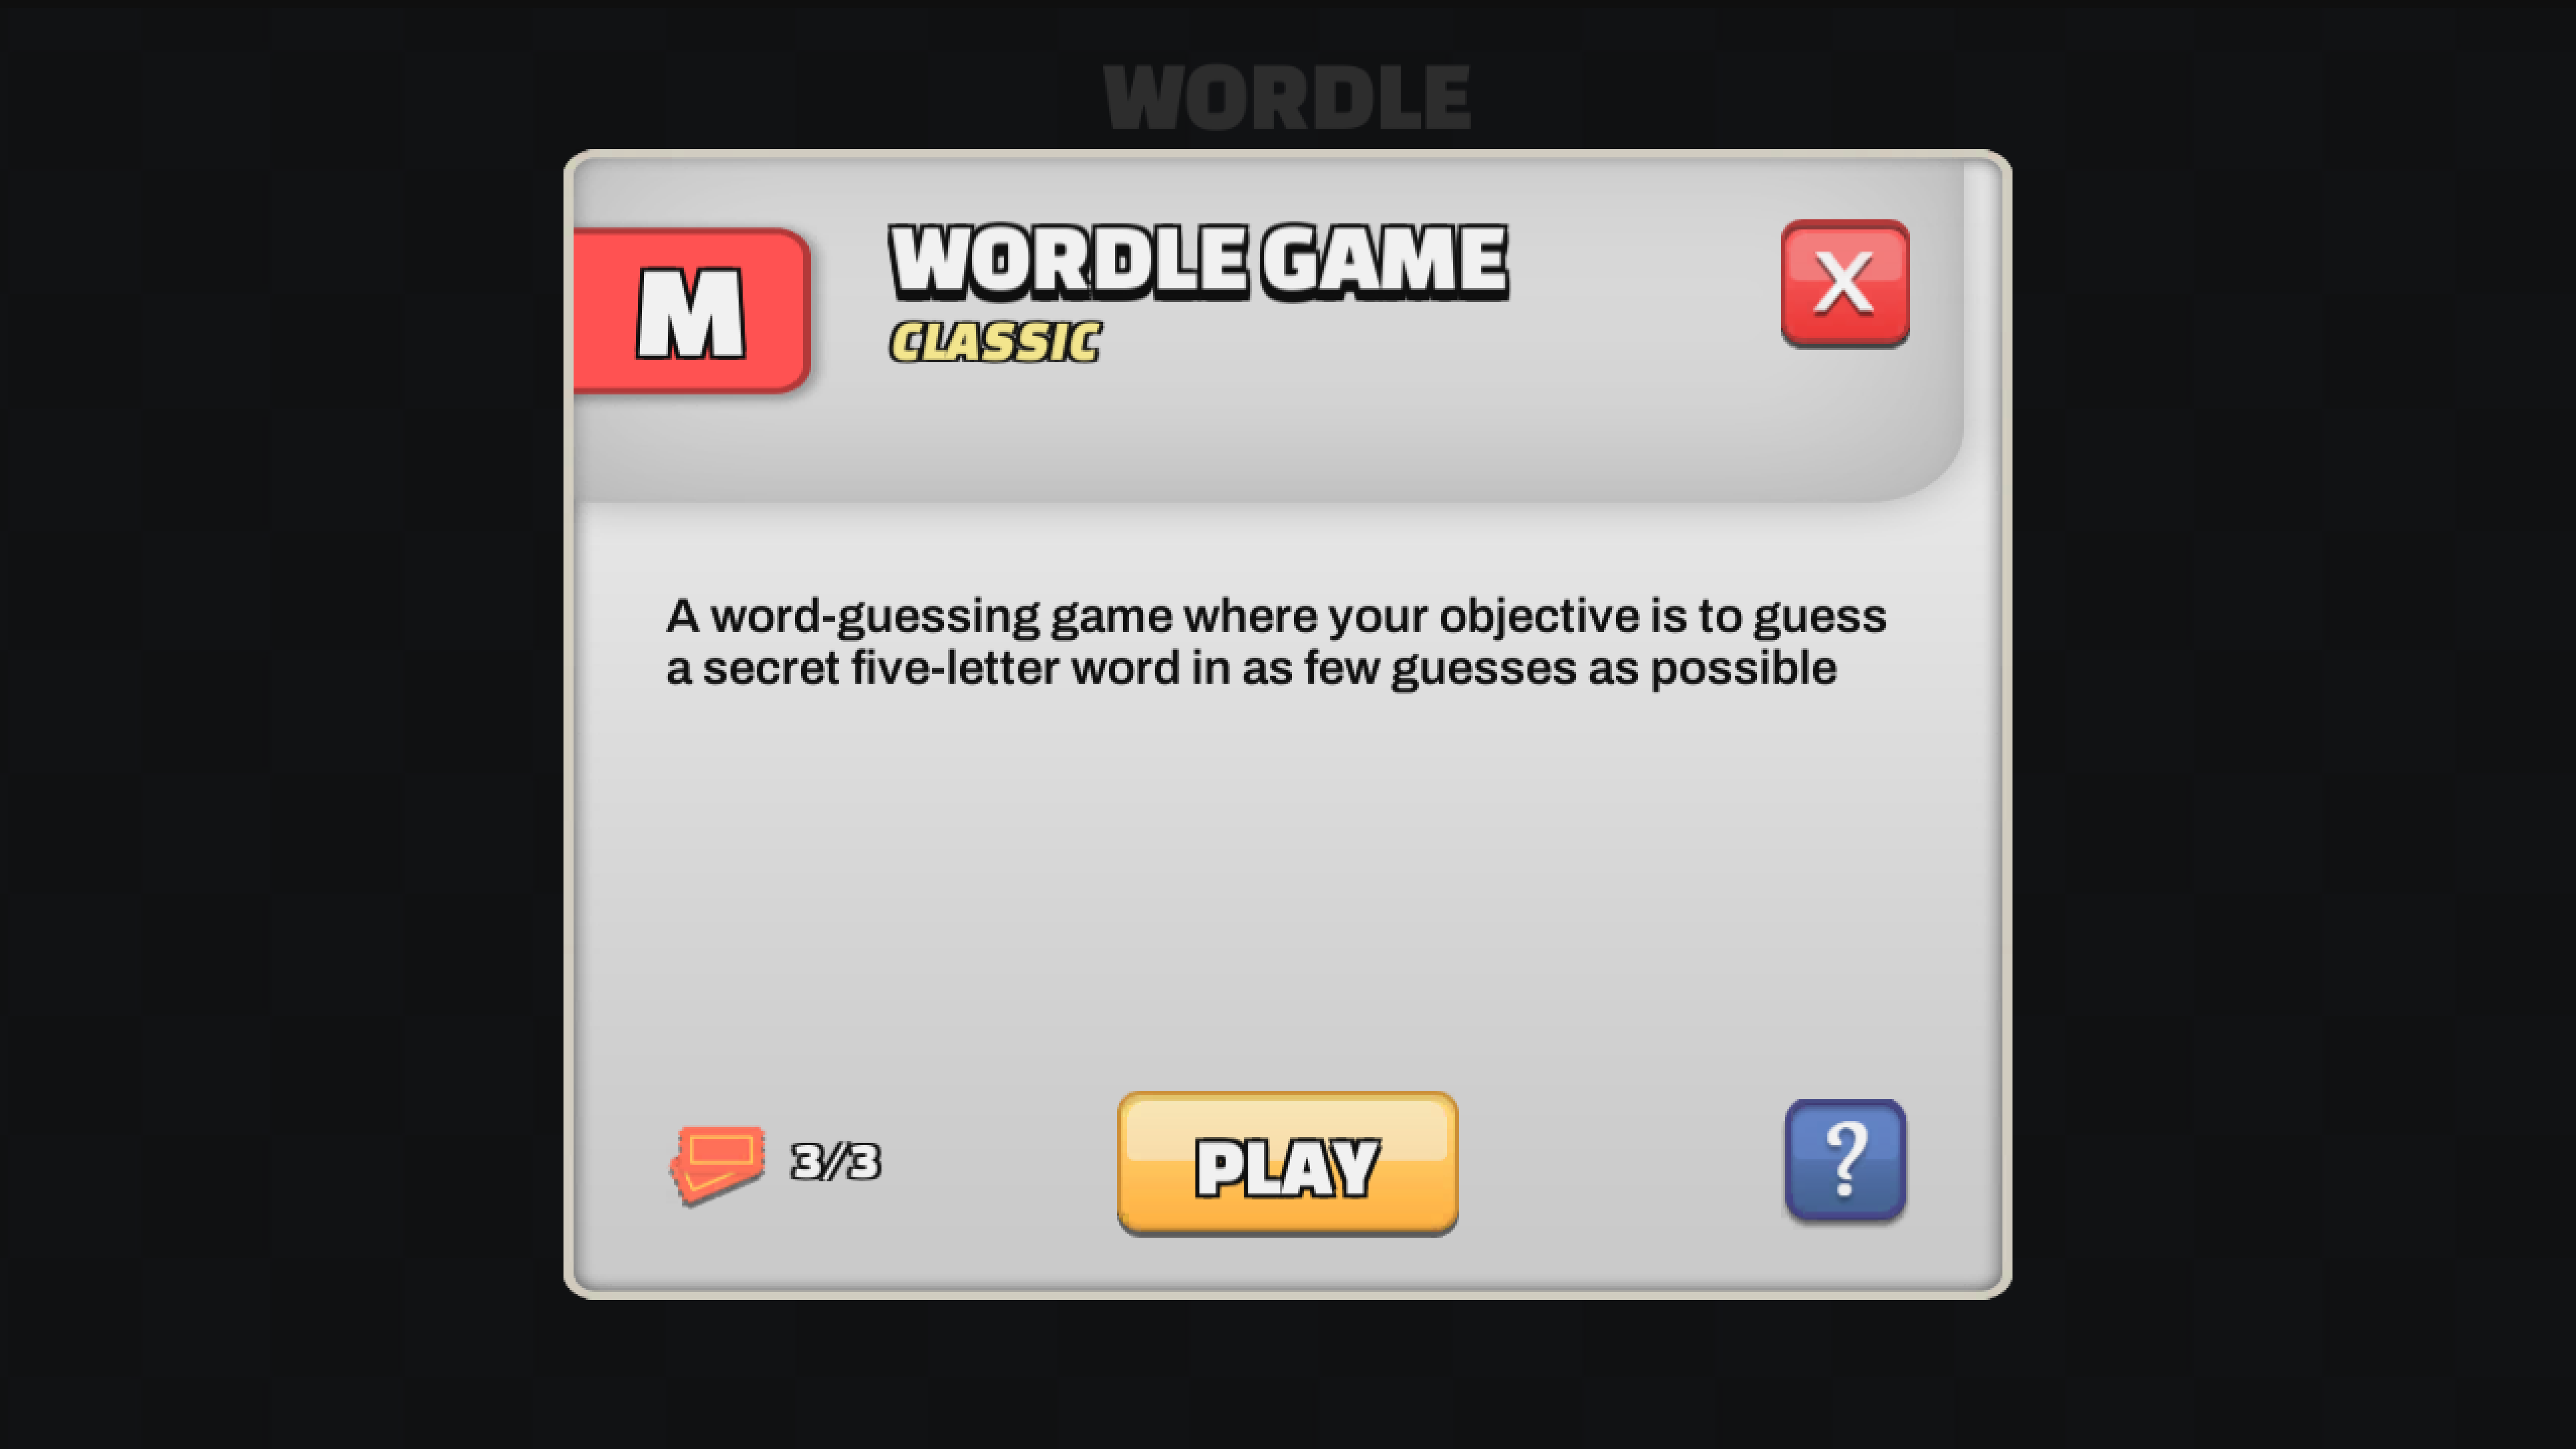 WORDLE
M
WORDLE GAME
X
CLASSIC
A word-guessing game where your objective is to guess
a secret five-letter word in as few guesses as possible
3/3
PLAY
?